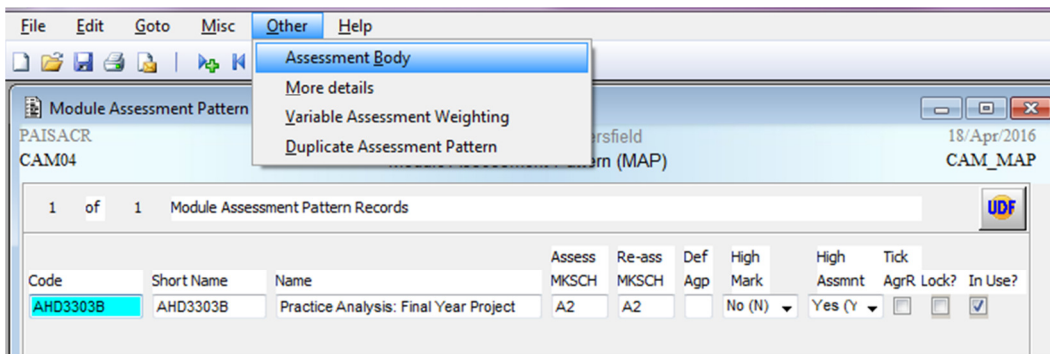 File Edit Goto Misc Other Help
Assessment Body
More details
Variable Assessment Weighting
Duplicate Assessment Pattern
Module Assessment Pattern
PAISACR 18/Apr/2016
CAM04 (MAP) CAM_MAP
1 of 1 Module Assessment Pattern Records UDF
Assess Re-ass Def High High Tick
Code Short Name Name MKSCH MKSCH Agp Mark Assmnt AgrR Lock? In Use?
AHD3303B AHD3303B Practice Analysis: Final Year Project A2 A2 No (N) Yes (Y